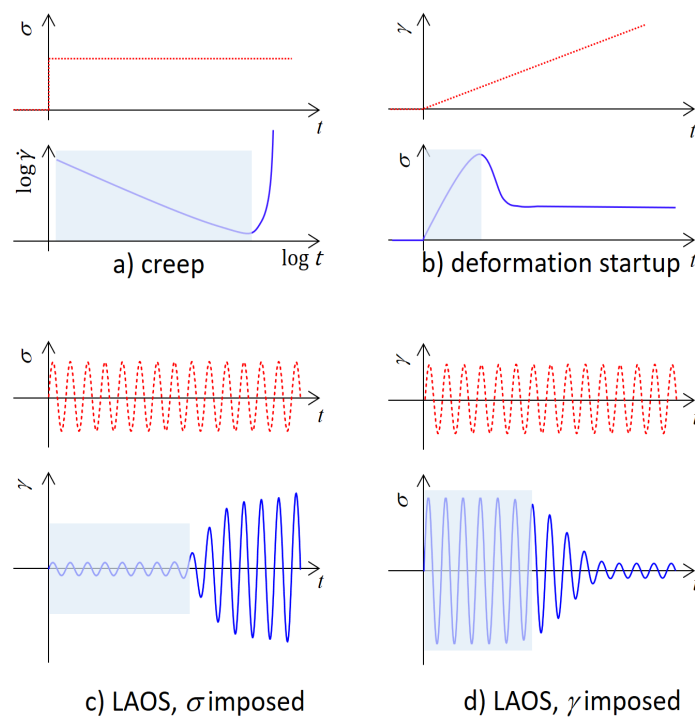 σ
γ
t
t
log γ̇
σ
log t
t
a) creep
b) deformation startup
σ
γ
t
t
γ
σ
t
t
c) LAOS, σ imposed
d) LAOS, γ imposed